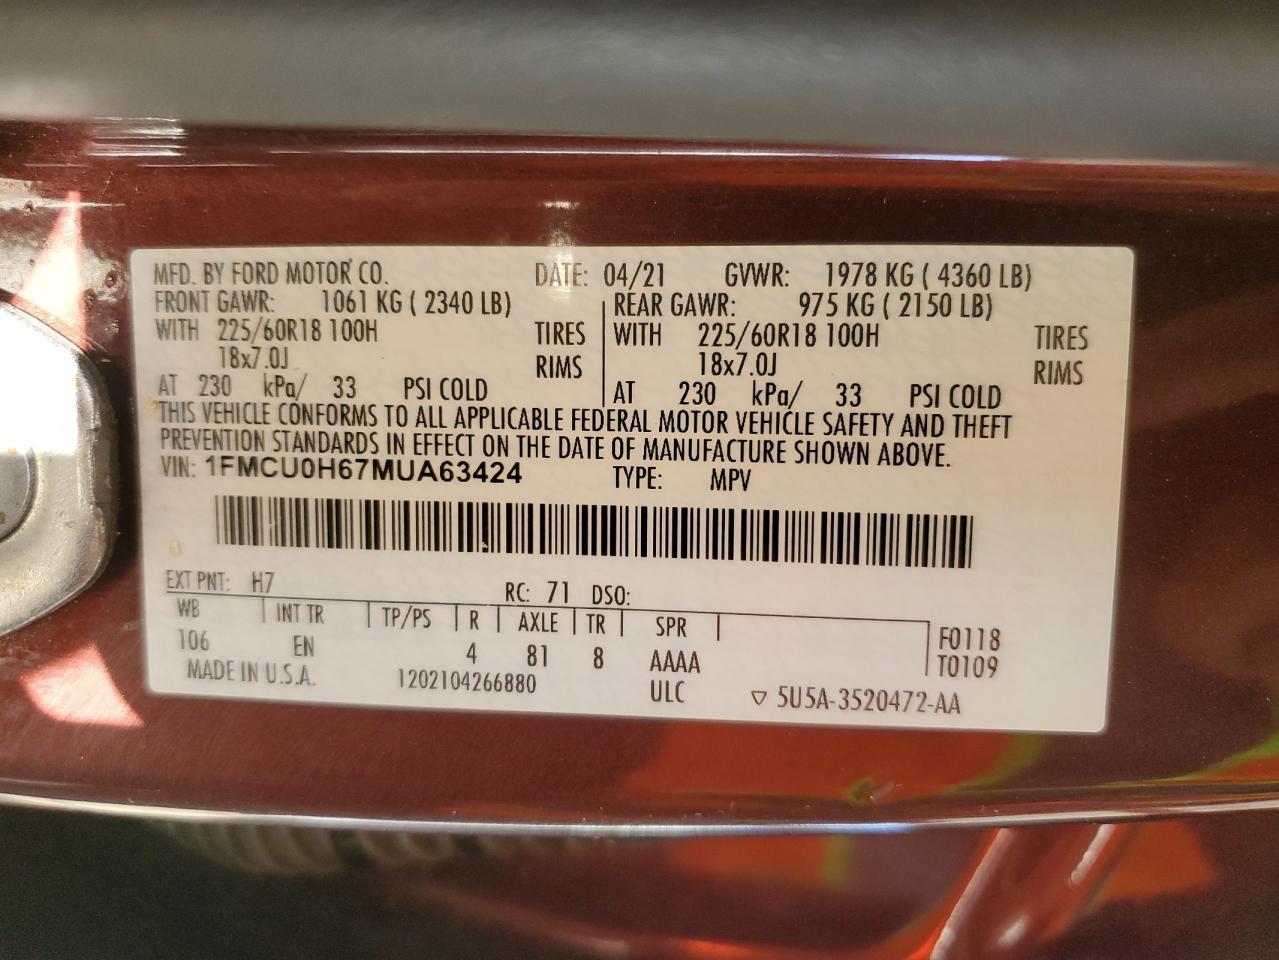 MFD. BY FORD MOTOR CO. DATE: 04/21 GVWR: 1978 KG ( 4360 LB)
FRONT GAWR: 1061 KG ( 2340 LB) REAR GAWR: 975 KG ( 2150 LB)
WITH 225/60R18 100H TIRES WITH 225/60R18 100H TIRES
18x7.0J RIMS 18x7.0J RIMS
AT 230 kPa/ 33 PSI COLD AT 230 kPa/ 33 PSI COLD
THIS VEHICLE CONFORMS TO ALL APPLICABLE FEDERAL MOTOR VEHICLE SAFETY AND THEFT
PREVENTION STANDARDS IN EFFECT ON THE DATE OF MANUFACTURE SHOWN ABOVE.
VIN: 1FMCU0H67MUA63424 TYPE: MPV
EXT PNT: H7 RC: 71 DSO:
WB INT TR TP/PS R AXLE TR SPR F0118
106 EN 4 81 8 AAAA T0109
MADE IN U.S.A. 1202104266880 ULC ▽ 5U5A-3520472-AA